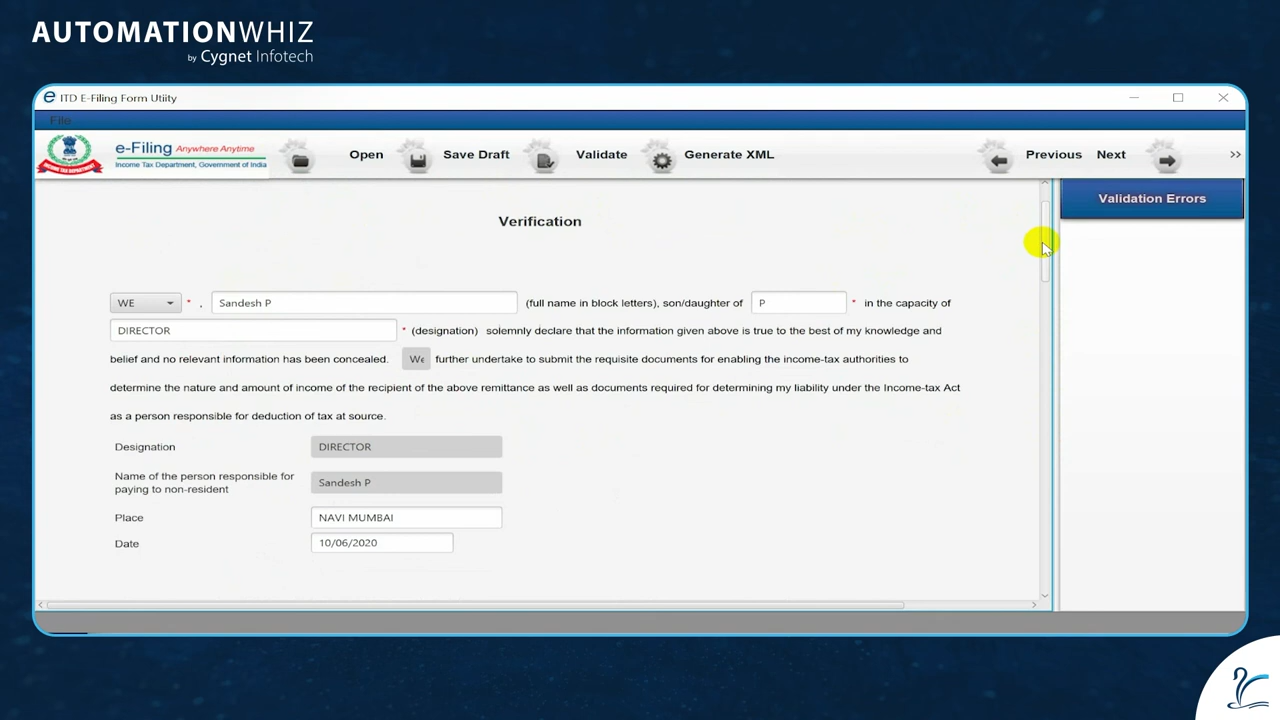 AUTOMATIONWHIZ
by Cygnet Infotech
e ITD E-Filing Form Utiity
File
e-Filing Anywhere Anytime
Income Tax Department, Government of India
Open Save Draft Validate Generate XML Previous Next >>
Validation Errors
Verification
WE * , Sandesh P (full name in block letters), son/daughter of P * in the capacity of
DIRECTOR * (designation) solemnly declare that the information given above is true to the best of my knowledge and
belief and no relevant information has been concealed. We further undertake to submit the requisite documents for enabling the income-tax authorities to
determine the nature and amount of income of the recipient of the above remittance as well as documents required for determining my liability under the Income-tax Act
as a person responsible for deduction of tax at source.
Designation DIRECTOR
Name of the person responsible for
paying to non-resident Sandesh P
Place NAVI MUMBAI
Date 10/06/2020